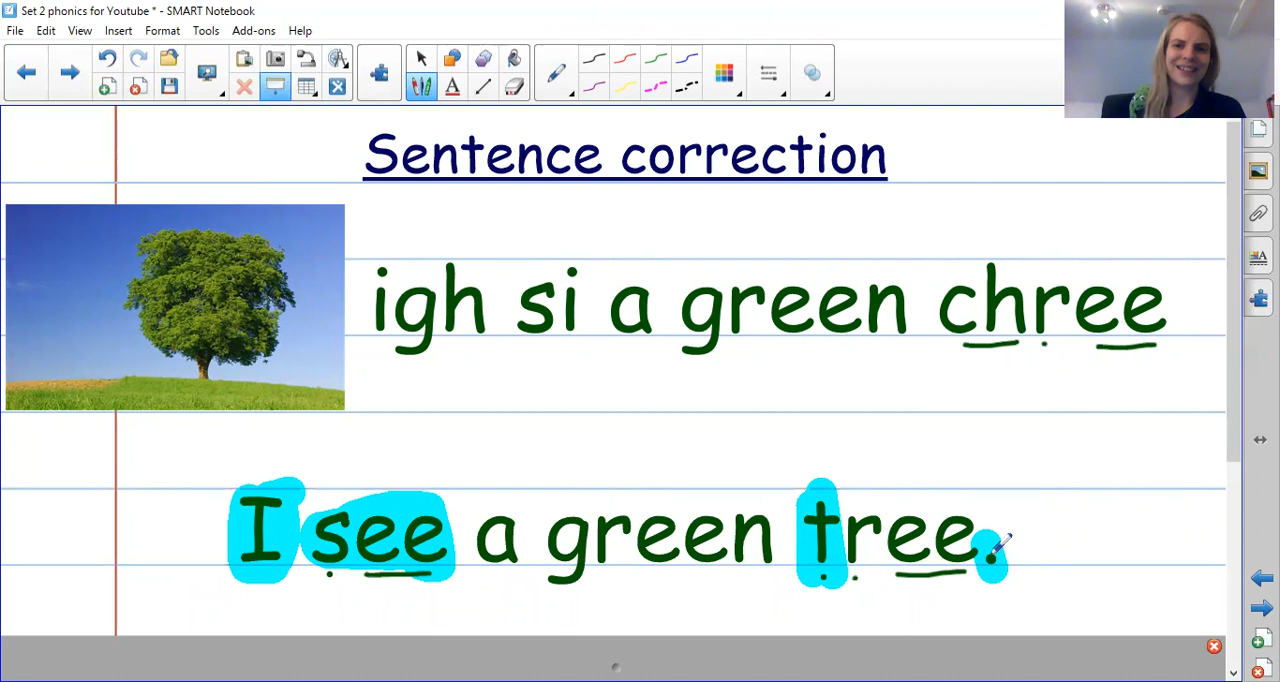 Set 2 phonics for Youtube * - SMART Notebook
File Edit View Insert Format Tools Add-ons Help
Sentence correction
igh si a green chree
I see a green tree.